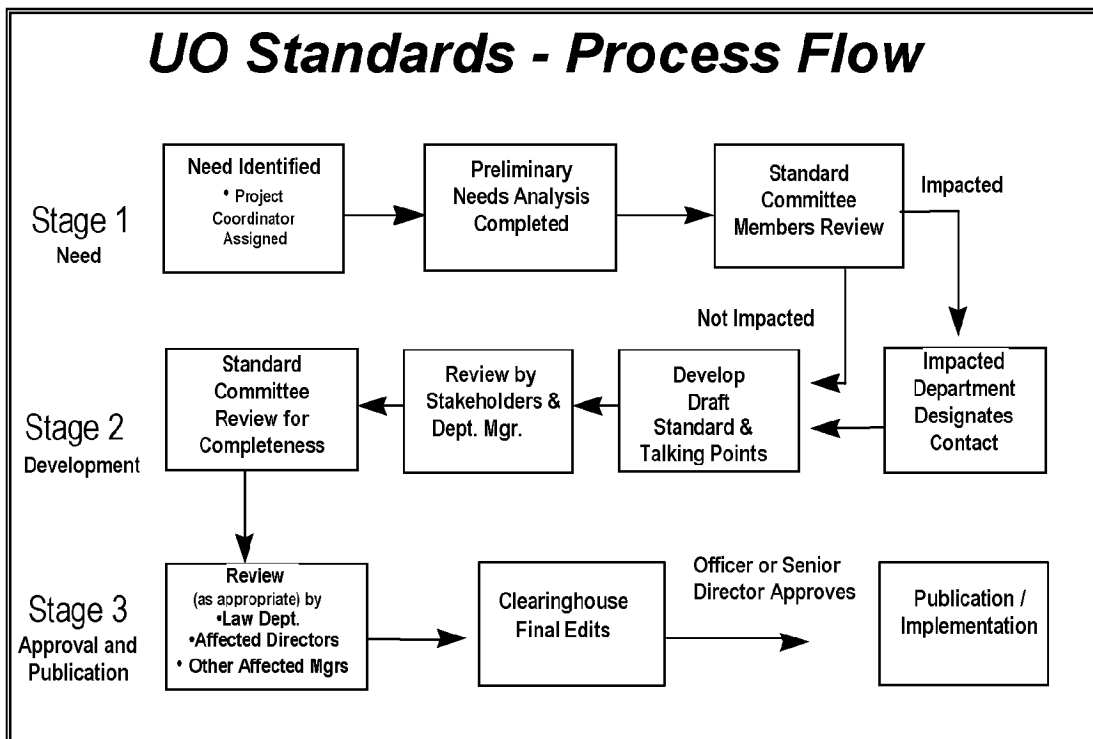 UO Standards - Process Flow
Stage 1
Need
Need Identified
• Project
Coordinator
Assigned
Preliminary
Needs Analysis
Completed
Standard
Committee
Members Review
Impacted
Not Impacted
Stage 2
Development
Standard
Committee
Review for
Completeness
Review by
Stakeholders &
Dept. Mgr.
Develop
Draft
Standard &
Talking Points
Impacted
Department
Designates
Contact
Stage 3
Approval and
Publication
Review
(as appropriate) by
•Law Dept.
•Affected Directors
• Other Affected Mgrs
Clearinghouse
Final Edits
Officer or Senior
Director Approves
Publication /
Implementation